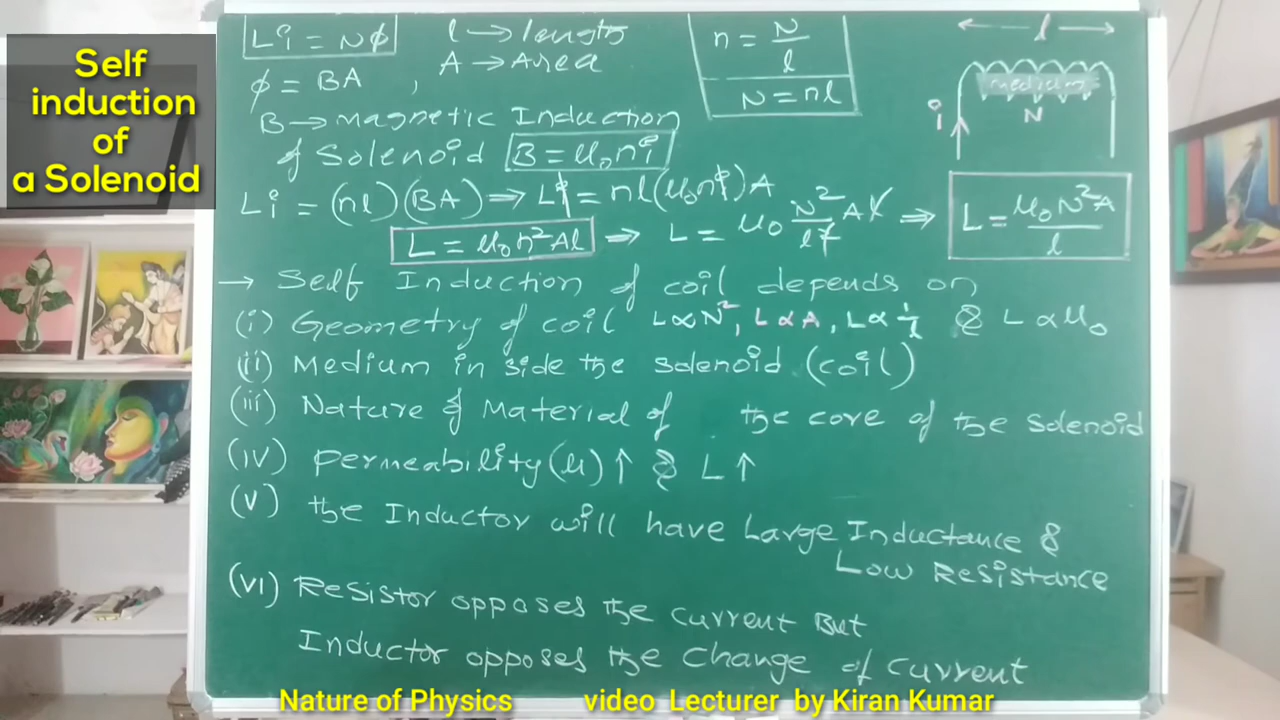 Self
induction
of
a Solenoid
Li = Nϕ
l → length
ϕ = BA , A → Area
n = N/l
N = nl
l
medium
N
i
B → Magnetic Induction
of Solenoid B = μ₀ni
Li = (nl)(BA) ⇒ Li = nl(μ₀ni)A
L = μ₀n²Al ⇒ L = μ₀ N²/l² Al ⇒ L = μ₀N²A/l
→ Self Induction of coil depends on
(i) Geometry of coil L∝N², L∝A, L∝1/l & L∝μ₀
(ii) Medium in side the solenoid (coil)
(iii) Nature of Material of the core of the solenoid
(iv) permeability(μ)↑ & L↑
(v) the Inductor will have Large Inductance &
Low Resistance
(vi) Resistor opposes the current But
Inductor opposes the change of current
Nature of Physics video Lecturer by Kiran Kumar